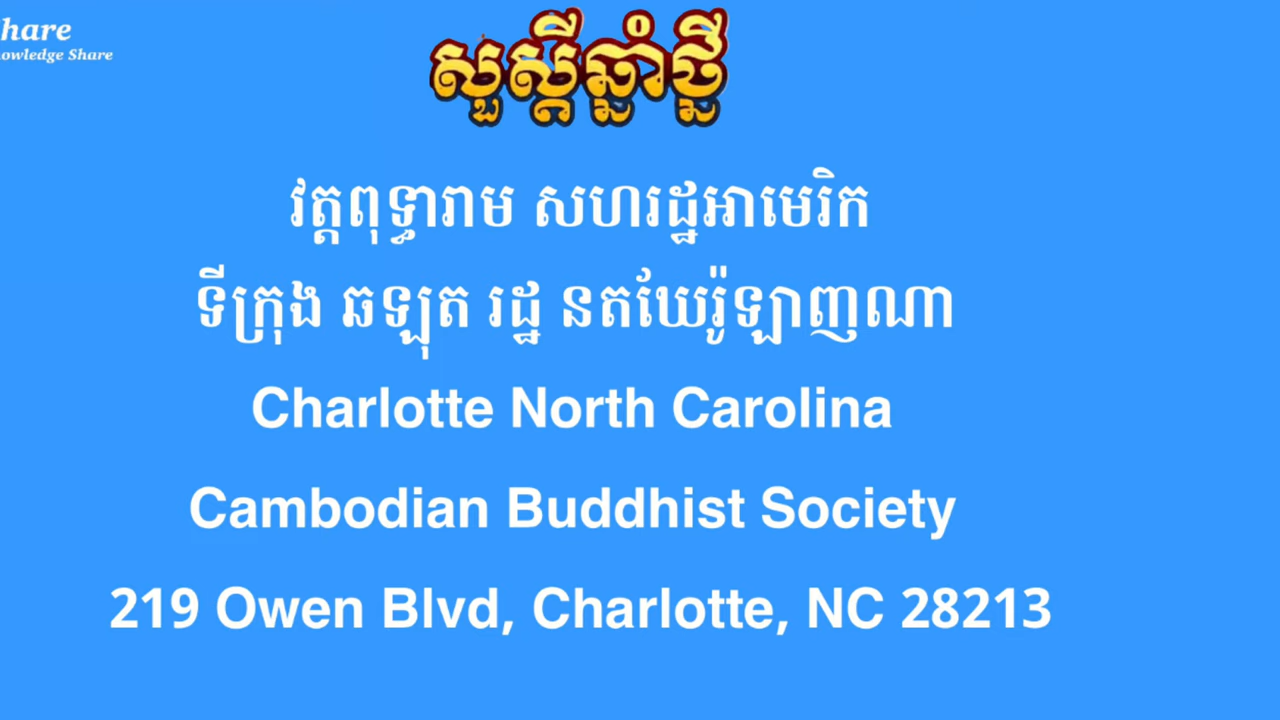 Share
nowledge Share
សួស្តីឆ្នាំថ្មី
វត្តពុទ្ធារាម សហរដ្ឋអាមេរិក
ទីក្រុង ឆឡុត រដ្ឋ នតឃែរ៉ូឡាញណា
Charlotte North Carolina
Cambodian Buddhist Society
219 Owen Blvd, Charlotte, NC 28213